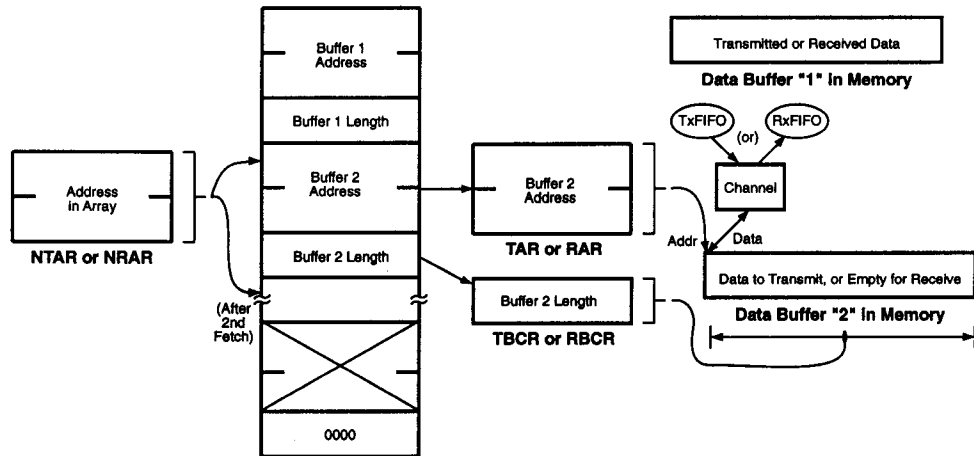 Address
in Array
NTAR or NRAR
(After
2nd
Fetch)
Buffer 1
Address
Buffer 1 Length
Buffer 2
Address
Buffer 2 Length
0000
Buffer 2
Address
TAR or RAR
Buffer 2 Length
TBCR or RBCR
Transmitted or Received Data
Data Buffer "1" in Memory
TxFIFO
(or)
RxFIFO
Channel
Addr
Data
Data to Transmit, or Empty for Receive
Data Buffer "2" in Memory